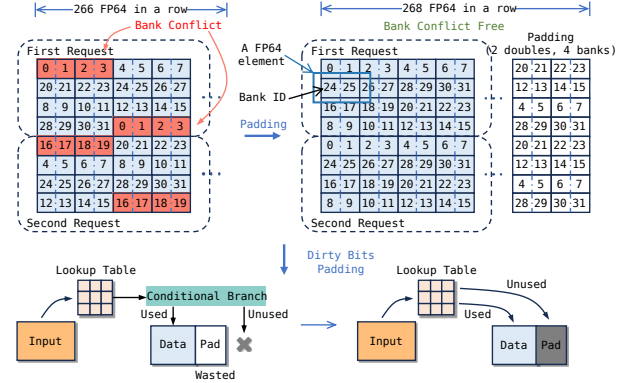 266 FP64 in a row
Bank Conflict
First Request
0 1 2 3 4 5 6 7
20 21 22 23 24 25 26 27
8 9 10 11 12 13 14 15
28 29 30 31 0 1 2 3
16 17 18 19 20 21 22 23
4 5 6 7 8 9 10 11
24 25 26 27 28 29 30 31
12 13 14 15 16 17 18 19
Second Request
...
...
Padding
268 FP64 in a row
Bank Conflict Free
First Request
A FP64
element
Bank ID
0 1 2 3 4 5 6 7
24 25 26 27 28 29 30 31
16 17 18 19 20 21 22 23
8 9 10 11 12 13 14 15
0 1 2 3 4 5 6 7
24 25 26 27 28 29 30 31
16 17 18 19 20 21 22 23
8 9 10 11 12 13 14 15
Second Request
...
...
Padding
(2 doubles, 4 banks)
20 21 22 23
12 13 14 15
4 5 6 7
28 29 30 31
20 21 22 23
12 13 14 15
4 5 6 7
28 29 30 31
Dirty Bits
Padding
Lookup Table
Conditional Branch
Used
Unused
Input
Data
Pad
Wasted
Lookup Table
Unused
Used
Input
Data
Pad